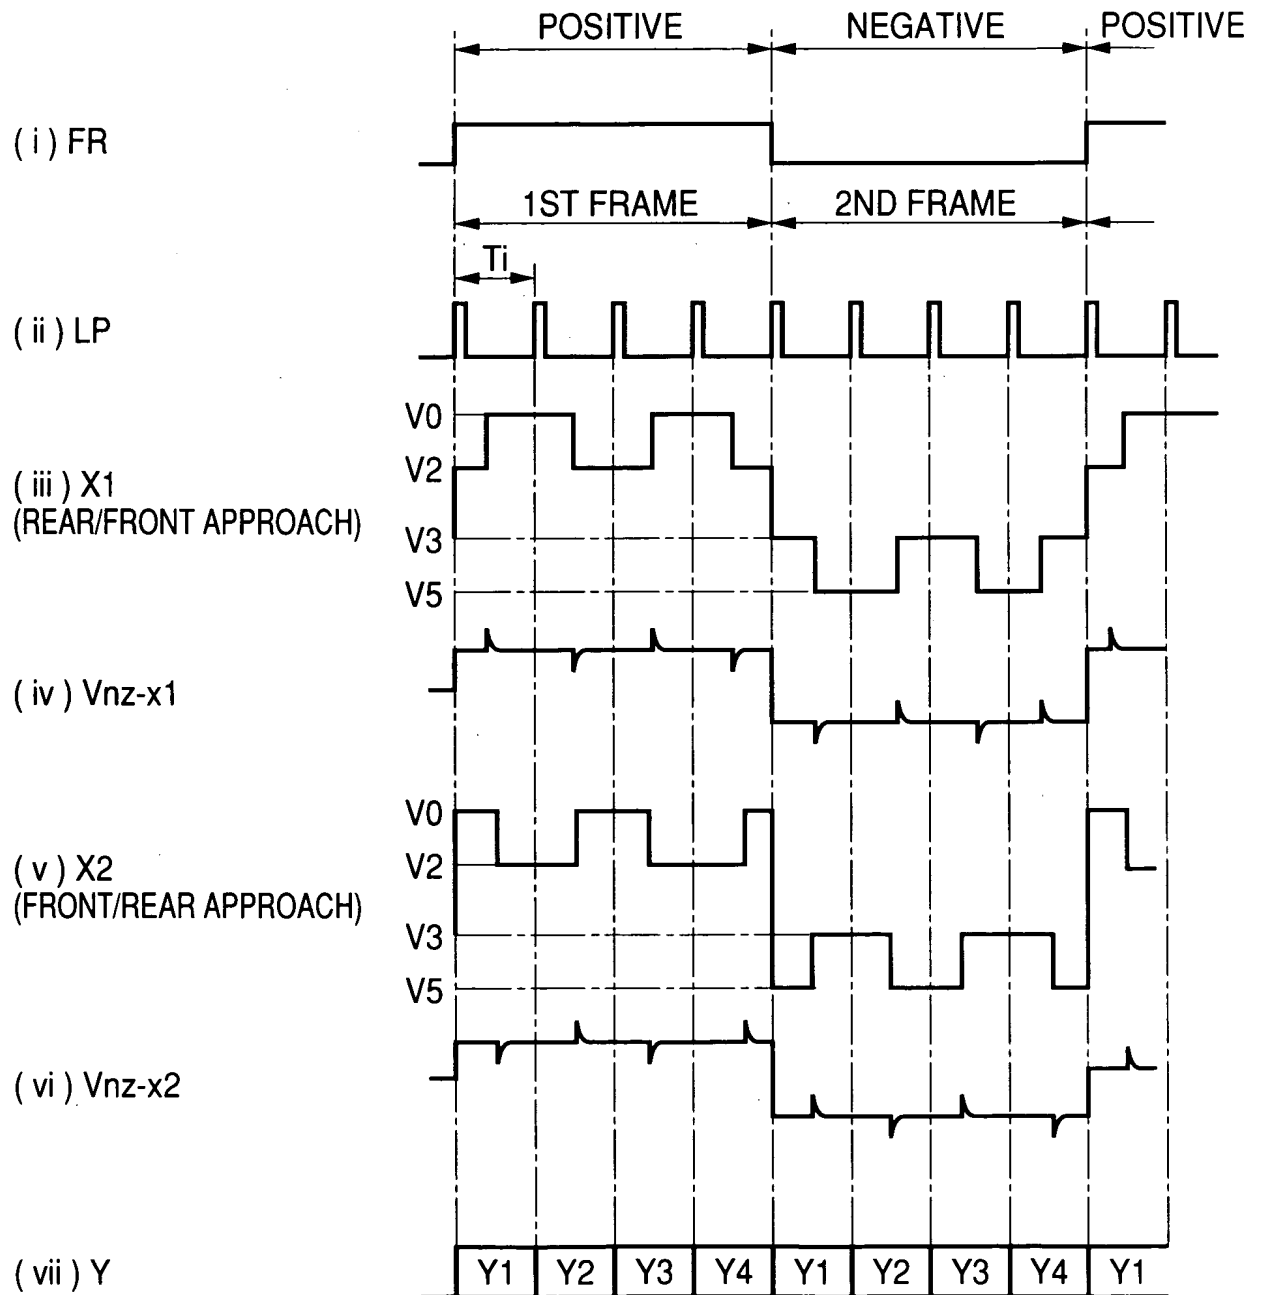 POSITIVE NEGATIVE POSITIVE
( i ) FR
1ST FRAME 2ND FRAME
Ti
( ii ) LP
V0
V2
( iii ) X1
(REAR/FRONT APPROACH)
V3
V5
( iv ) Vnz-x1
V0
V2
( v ) X2
(FRONT/REAR APPROACH)
V3
V5
( vi ) Vnz-x2
( vii ) Y Y1 Y2 Y3 Y4 Y1 Y2 Y3 Y4 Y1